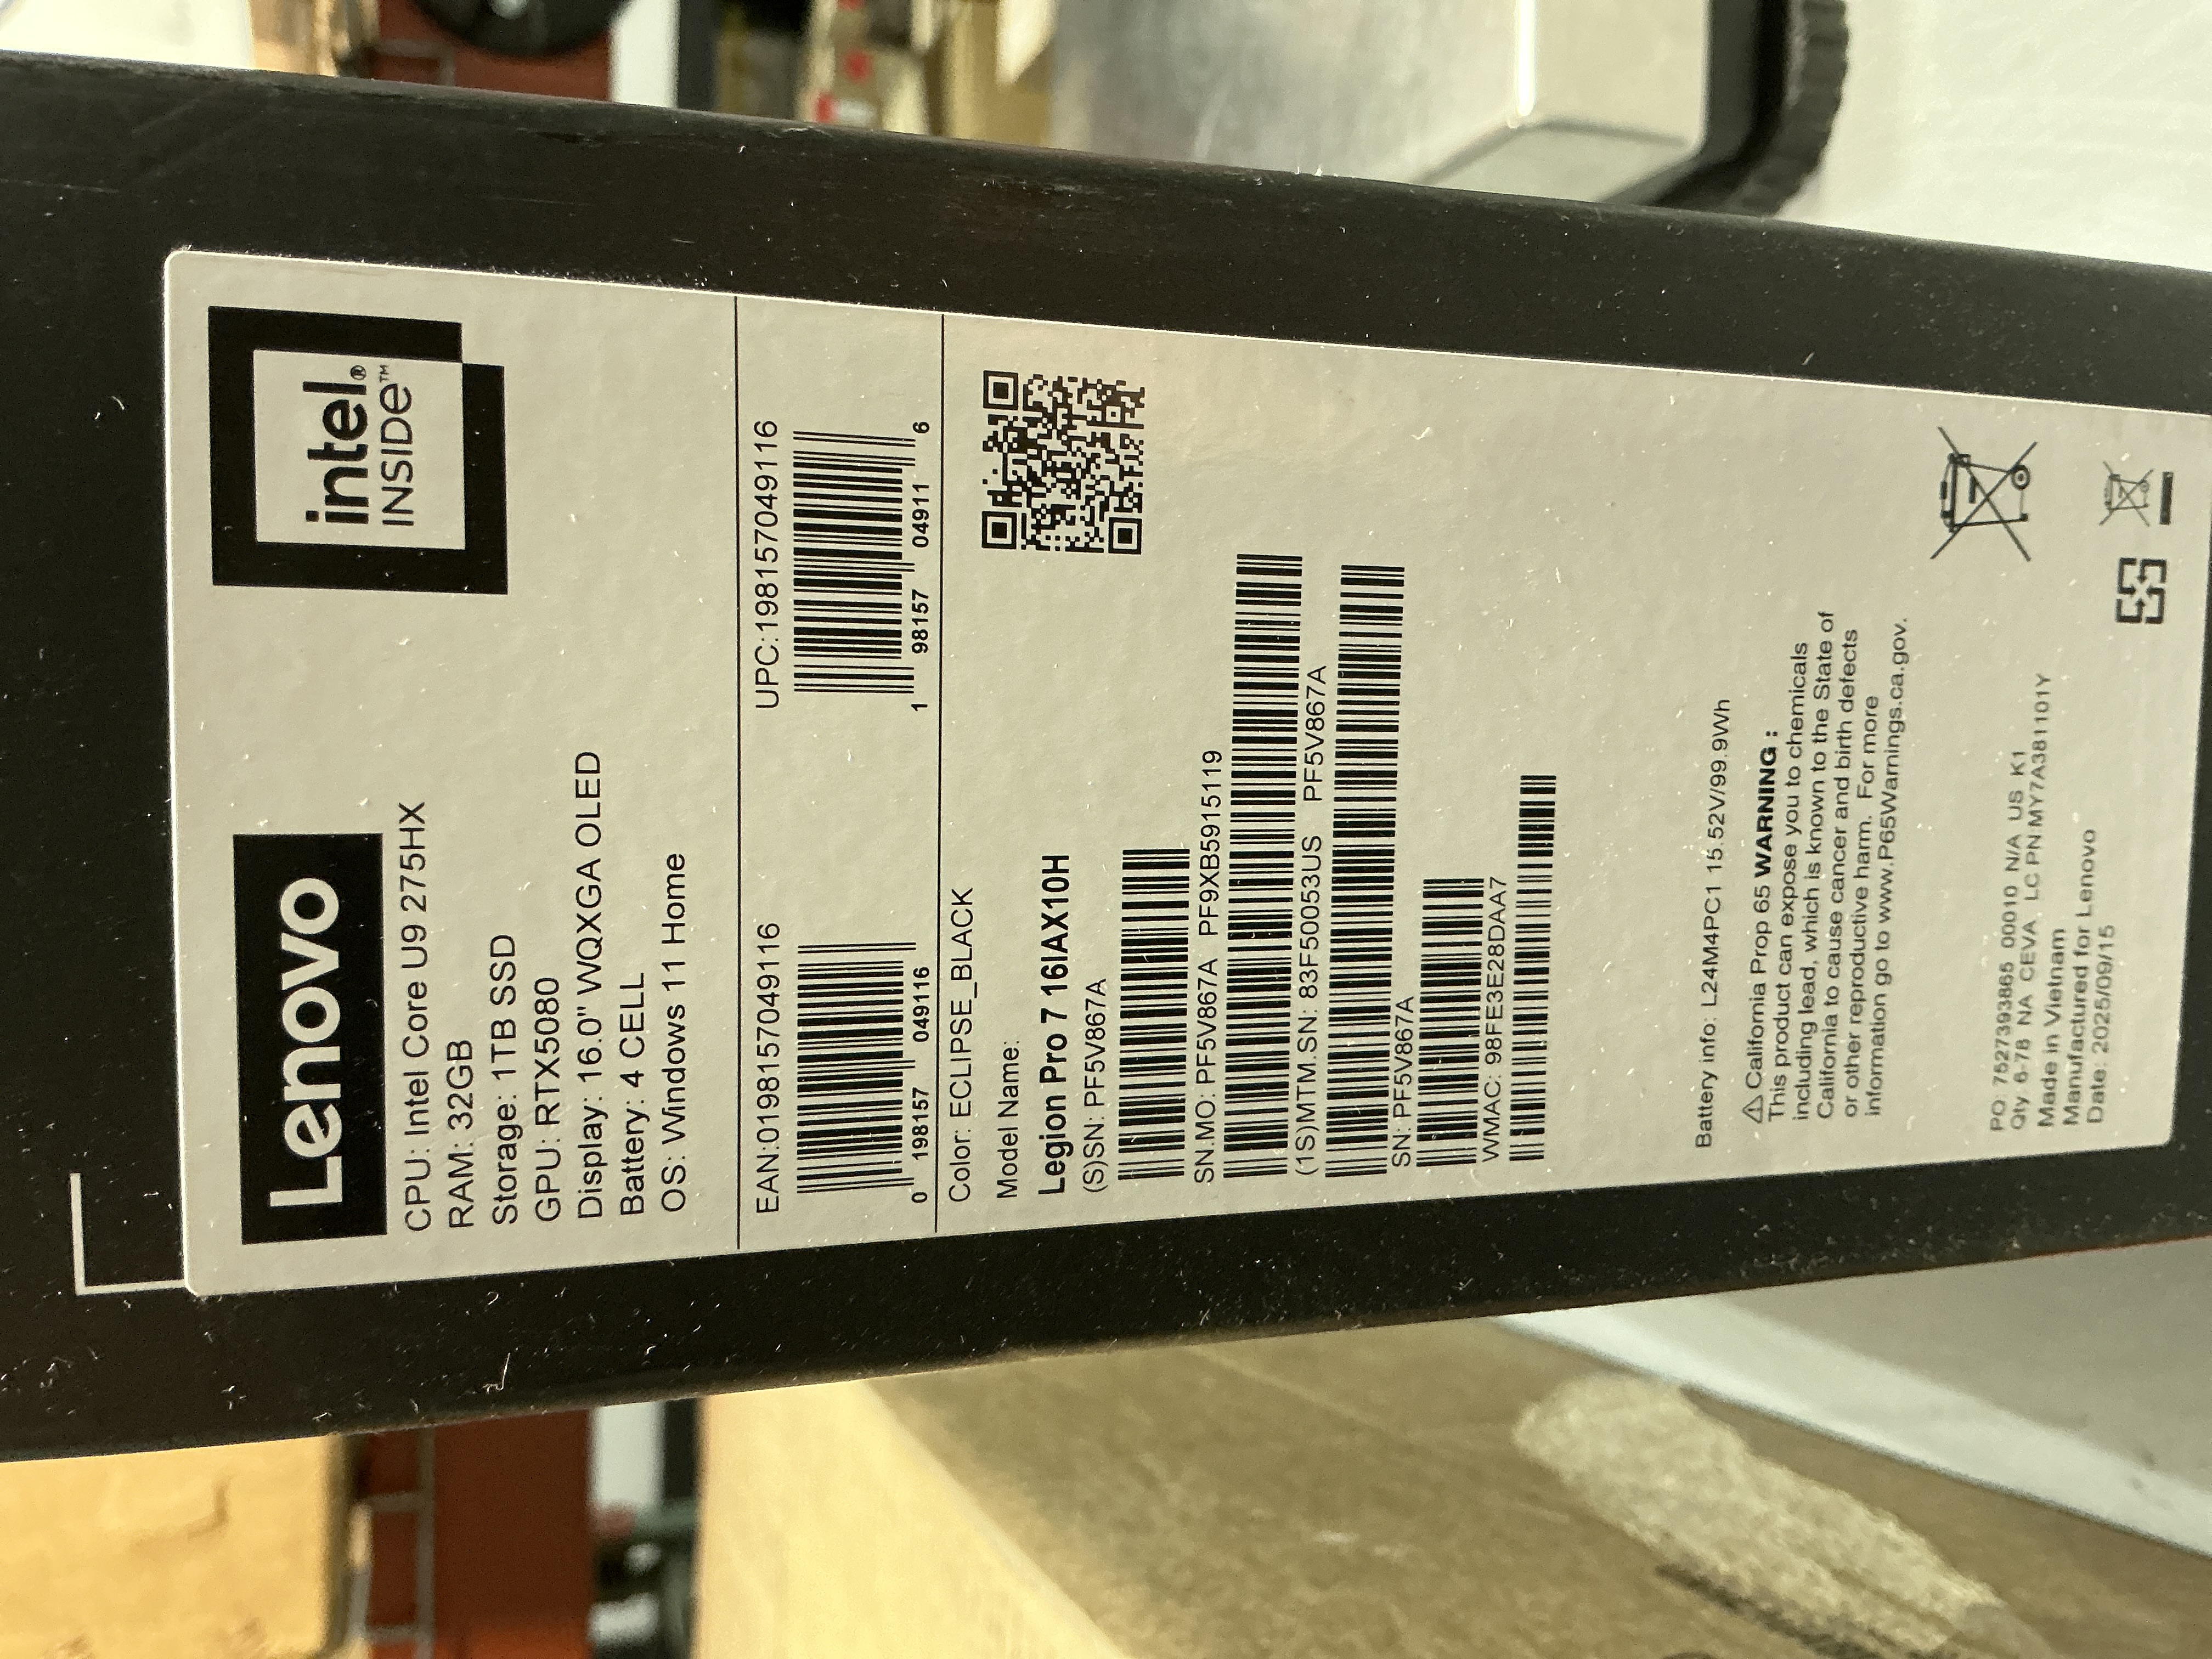 Lenovo
intel®
INSIDE™
CPU: Intel Core U9 275HX
RAM: 32GB
Storage: 1TB SSD
GPU: RTX5080
Display: 16.0" WQXGA OLED
Battery: 4 CELL
OS: Windows 11 Home
EAN:0198157049116
0 198157 049116
UPC:198157049116
1 98157 04911 6
Color: ECLIPSE_BLACK
Model Name:
Legion Pro 7 16IAX10H
(S)SN: PF5V867A
SN.MO: PF5V867A PF9XB5915119
(1S)MTM.SN: 83F50053US PF5V867A
SN: PF5V867A
WMAC: 98FE3E28DAA7
Battery info: L24M4PC1 15.52V/99.9Wh
⚠ California Prop 65 WARNING :
This product can expose you to chemicals
including lead, which is known to the State of
California to cause cancer and birth defects
or other reproductive harm. For more
information go to www.P65Warnings.ca.gov.
PO: 7527393865 00010 N/A US K1
Qty 6-78 NA CEVA LC PN:MY7A381101Y
Made in Vietnam
Manufactured for Lenovo
Date: 2025/09/15